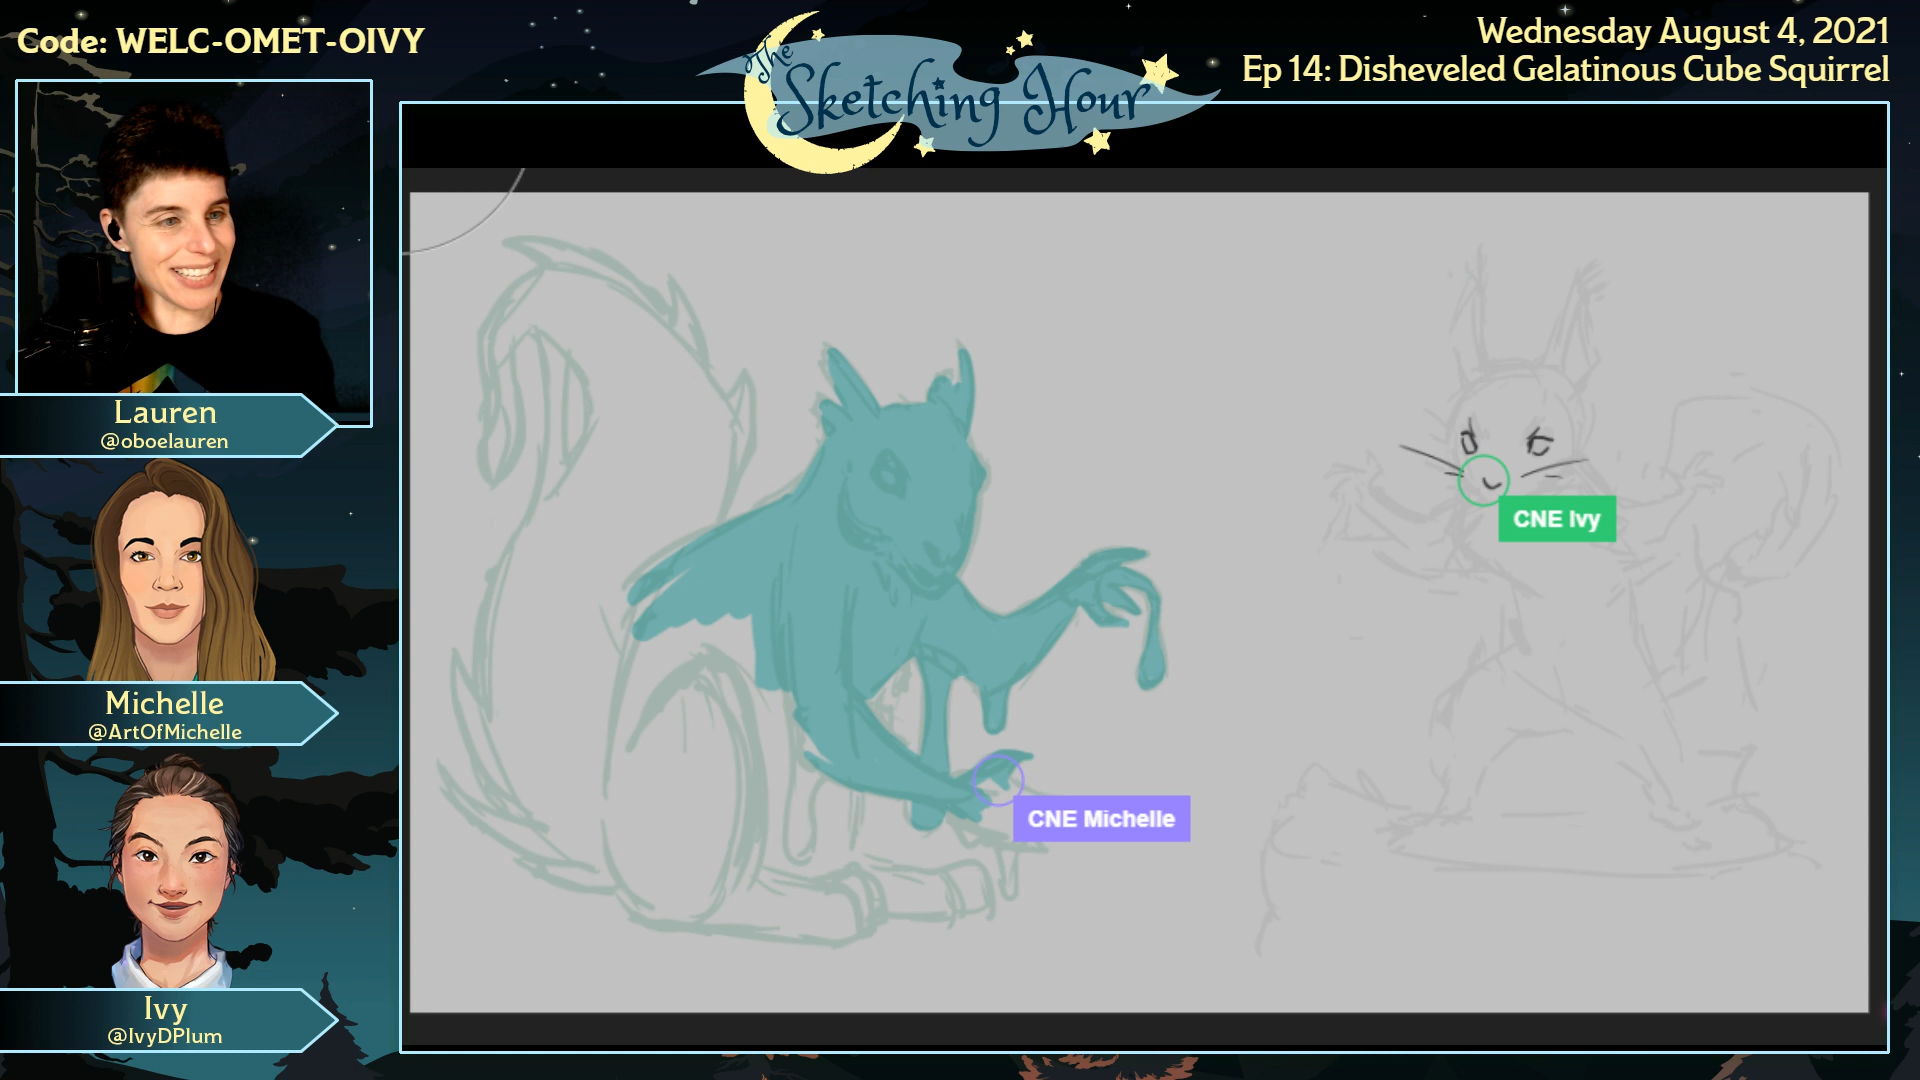 Code: WELC-OMET-OIVY
The
Sketching Hour
Wednesday August 4, 2021
Ep 14: Disheveled Gelatinous Cube Squirrel
Lauren
@oboelauren
Michelle
@ArtOfMichelle
Ivy
@IvyDPlum
CNE Ivy
CNE Michelle